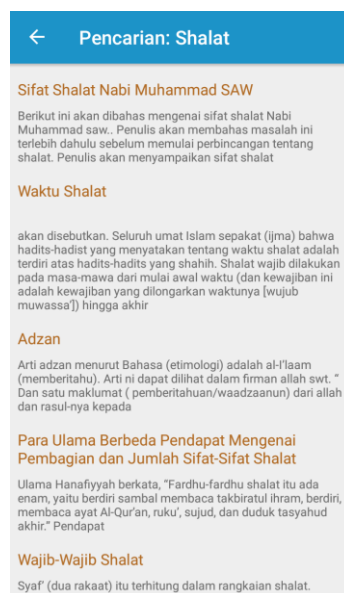 ← Pencarian: Shalat
Sifat Shalat Nabi Muhammad SAW
Berikut ini akan dibahas mengenai sifat shalat Nabi
Muhammad saw.. Penulis akan membahas masalah ini
terlebih dahulu sebelum memulai perbincangan tentang
shalat. Penulis akan menyampaikan sifat shalat
Waktu Shalat
akan disebutkan. Seluruh umat Islam sepakat (ijma) bahwa
hadits-hadist yang menyatakan tentang waktu shalat adalah
terdiri atas hadits-hadits yang shahih. Shalat wajib dilakukan
pada masa-mawa dari mulai awal waktu (dan kewajiban ini
adalah kewajiban yang dilongarkan waktunya [wujub
muwassa']) hingga akhir
Adzan
Arti adzan menurut Bahasa (etimologi) adalah al-I'laam
(memberitahu). Arti ni dapat dilihat dalam firman allah swt. “
Dan satu maklumat ( pemberitahuan/waadzaanun) dari allah
dan rasul-nya kepada
Para Ulama Berbeda Pendapat Mengenai
Pembagian dan Jumlah Sifat-Sifat Shalat
Ulama Hanafiyyah berkata, “Fardhu-fardhu shalat itu ada
enam, yaitu berdiri sambal membaca takbiratul ihram, berdiri,
membaca ayat Al-Qur'an, ruku', sujud, dan duduk tasyahud
akhir.” Pendapat
Wajib-Wajib Shalat
Syaf' (dua rakaat) itu terhitung dalam rangkaian shalat.